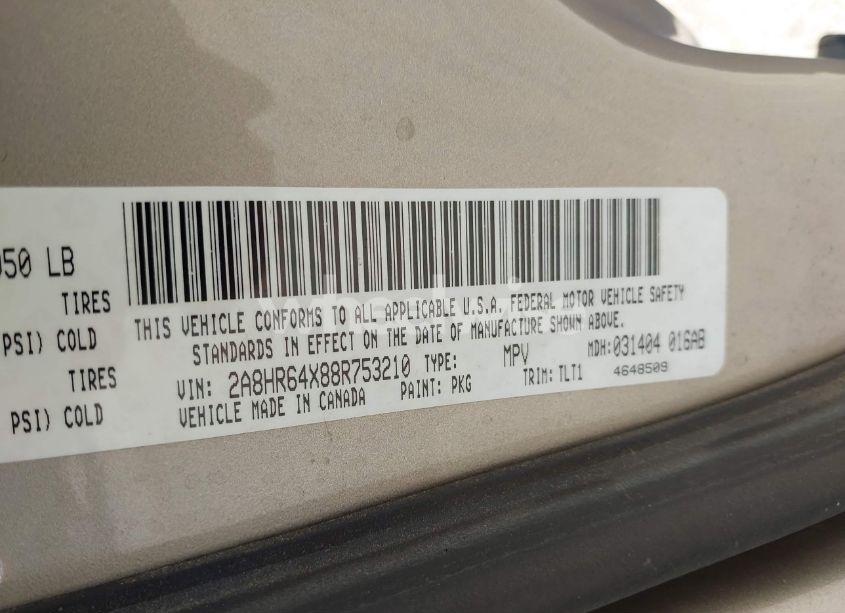 50 LB
TIRES
PSI) COLD
TIRES
PSI) COLD
THIS VEHICLE CONFORMS TO ALL APPLICABLE U.S.A. FEDERAL MOTOR VEHICLE SAFETY
STANDARDS IN EFFECT ON THE DATE OF MANUFACTURE SHOWN ABOVE.
VIN: 2A8HR64X88R753210 TYPE: MPV MDH:031404 016AB
VEHICLE MADE IN CANADA PAINT: PKG TRIM: TLT1 4648509